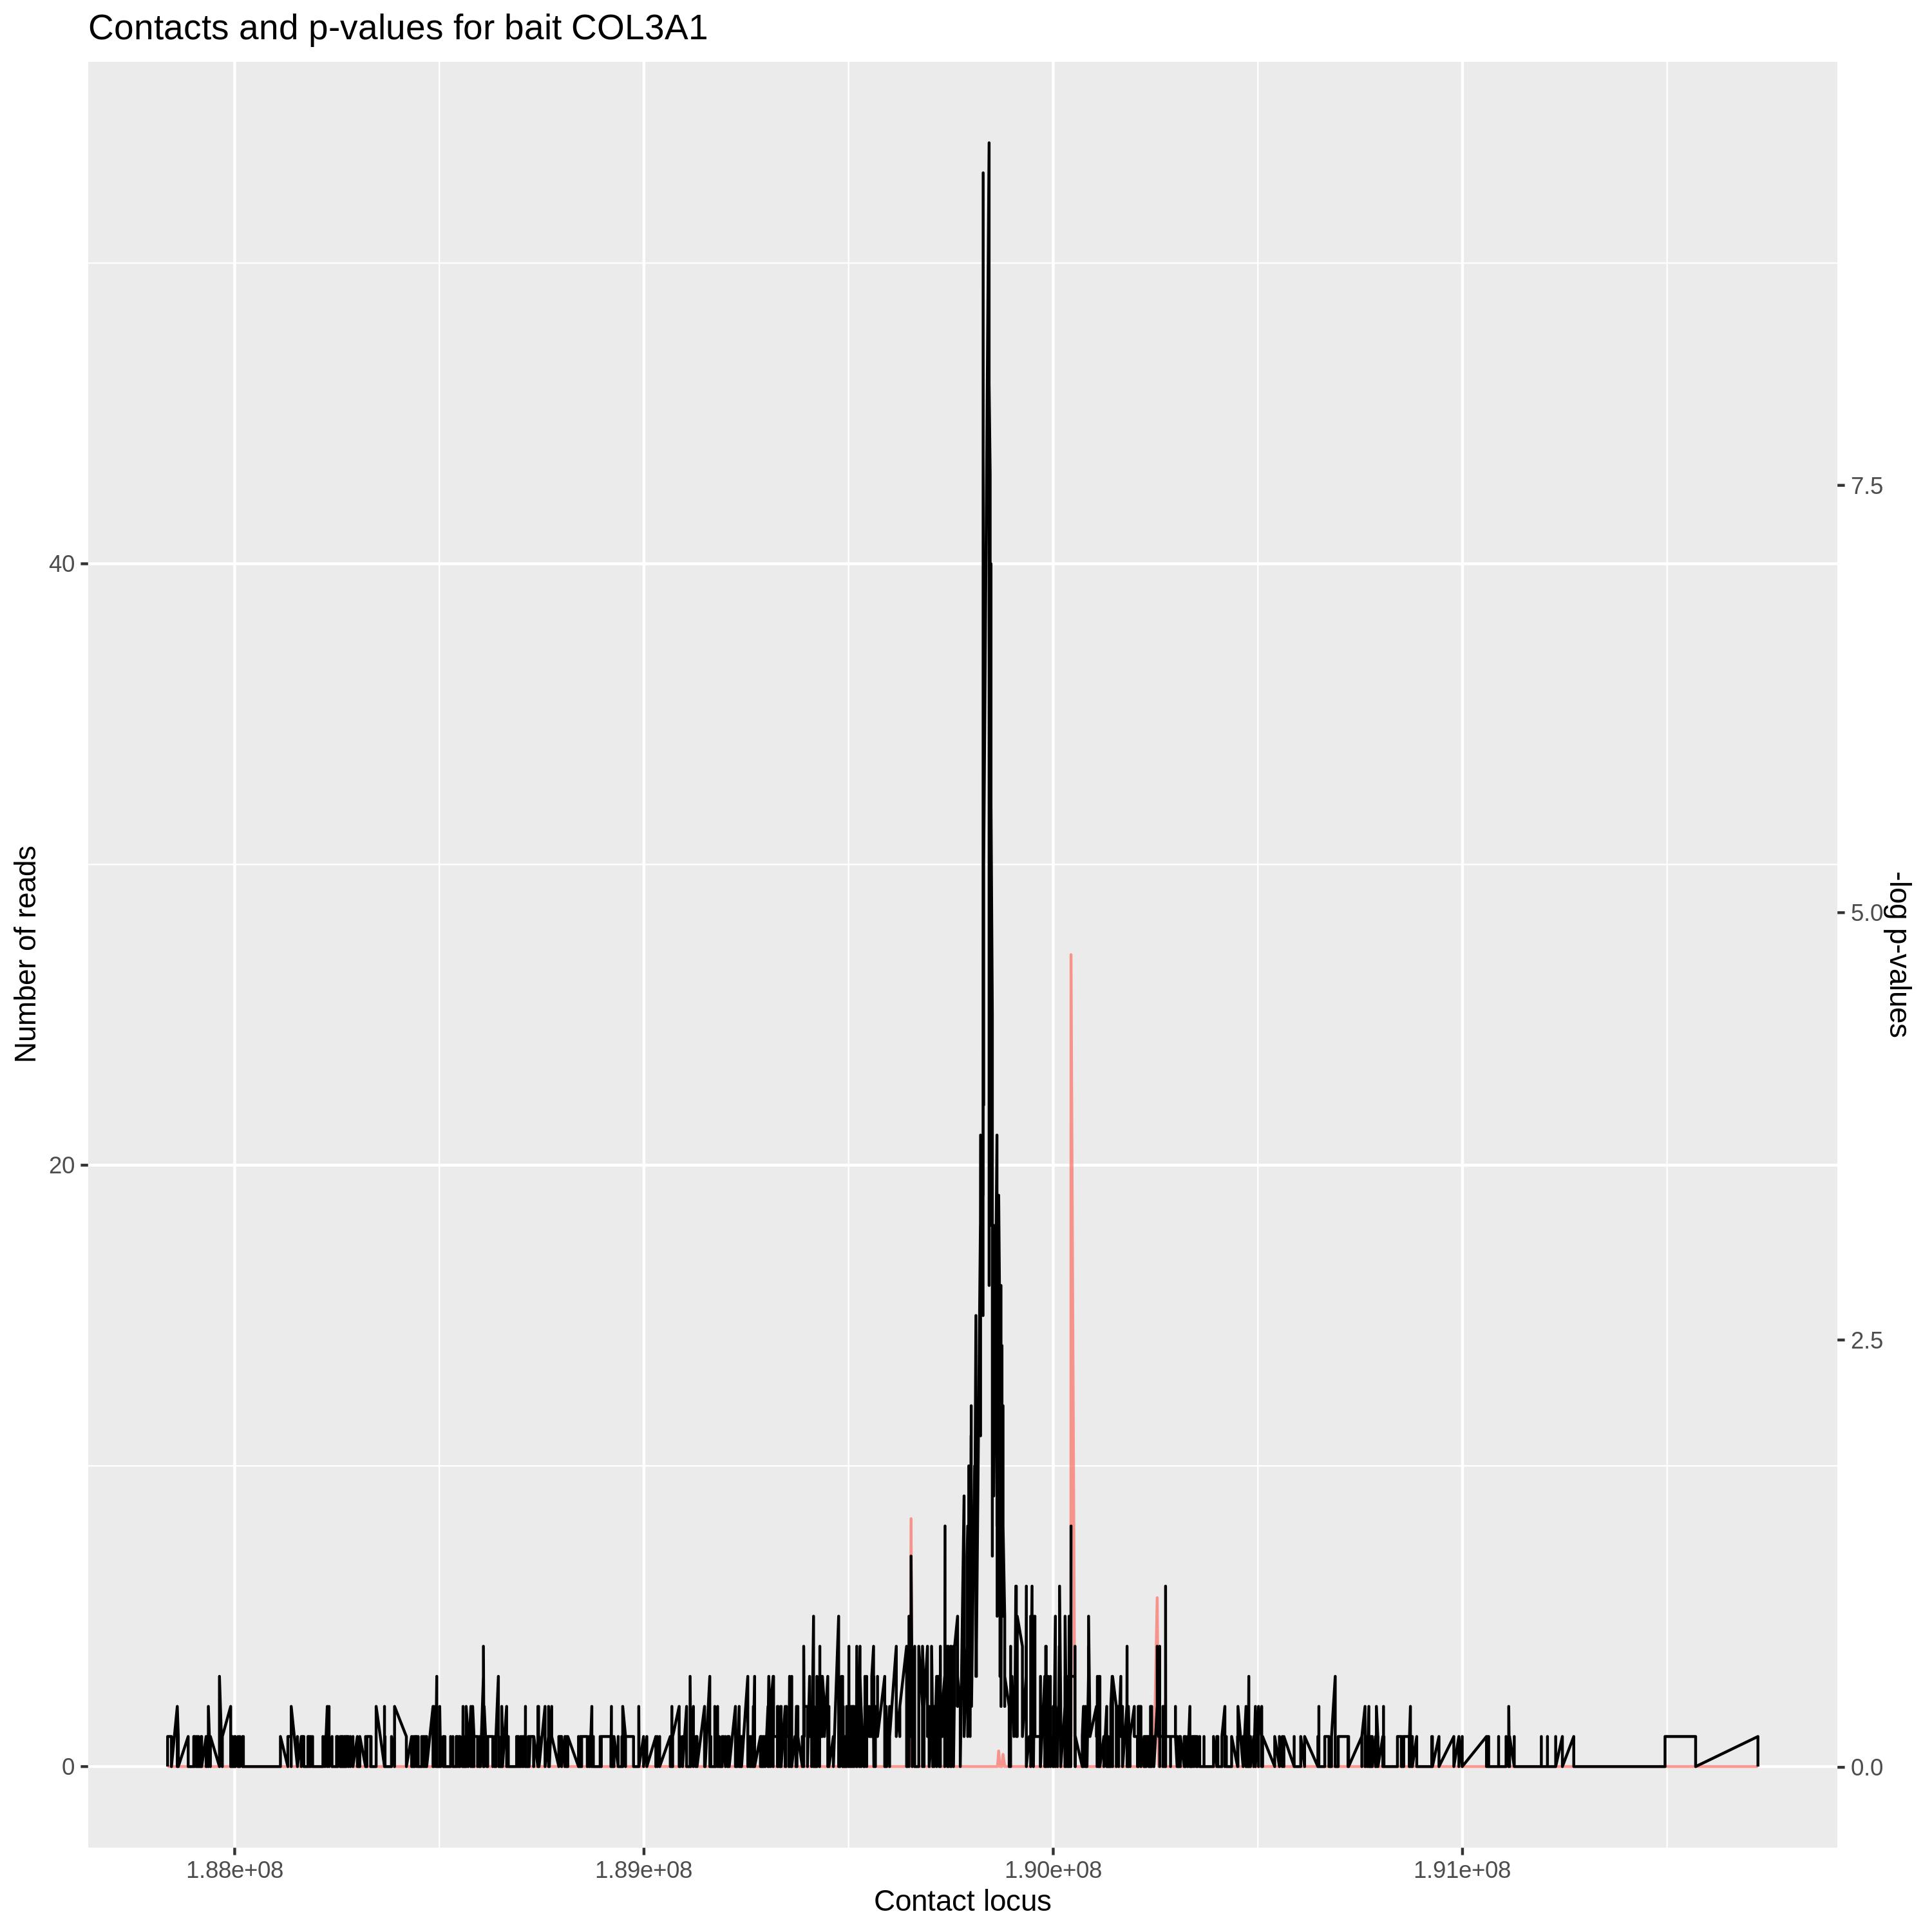 Contacts and p-values for bait COL3A1
Number of reads
40
20
0
7.5
5.0
2.5
0.0
-log p-values
1.88e+08
1.89e+08
1.90e+08
1.91e+08
Contact locus